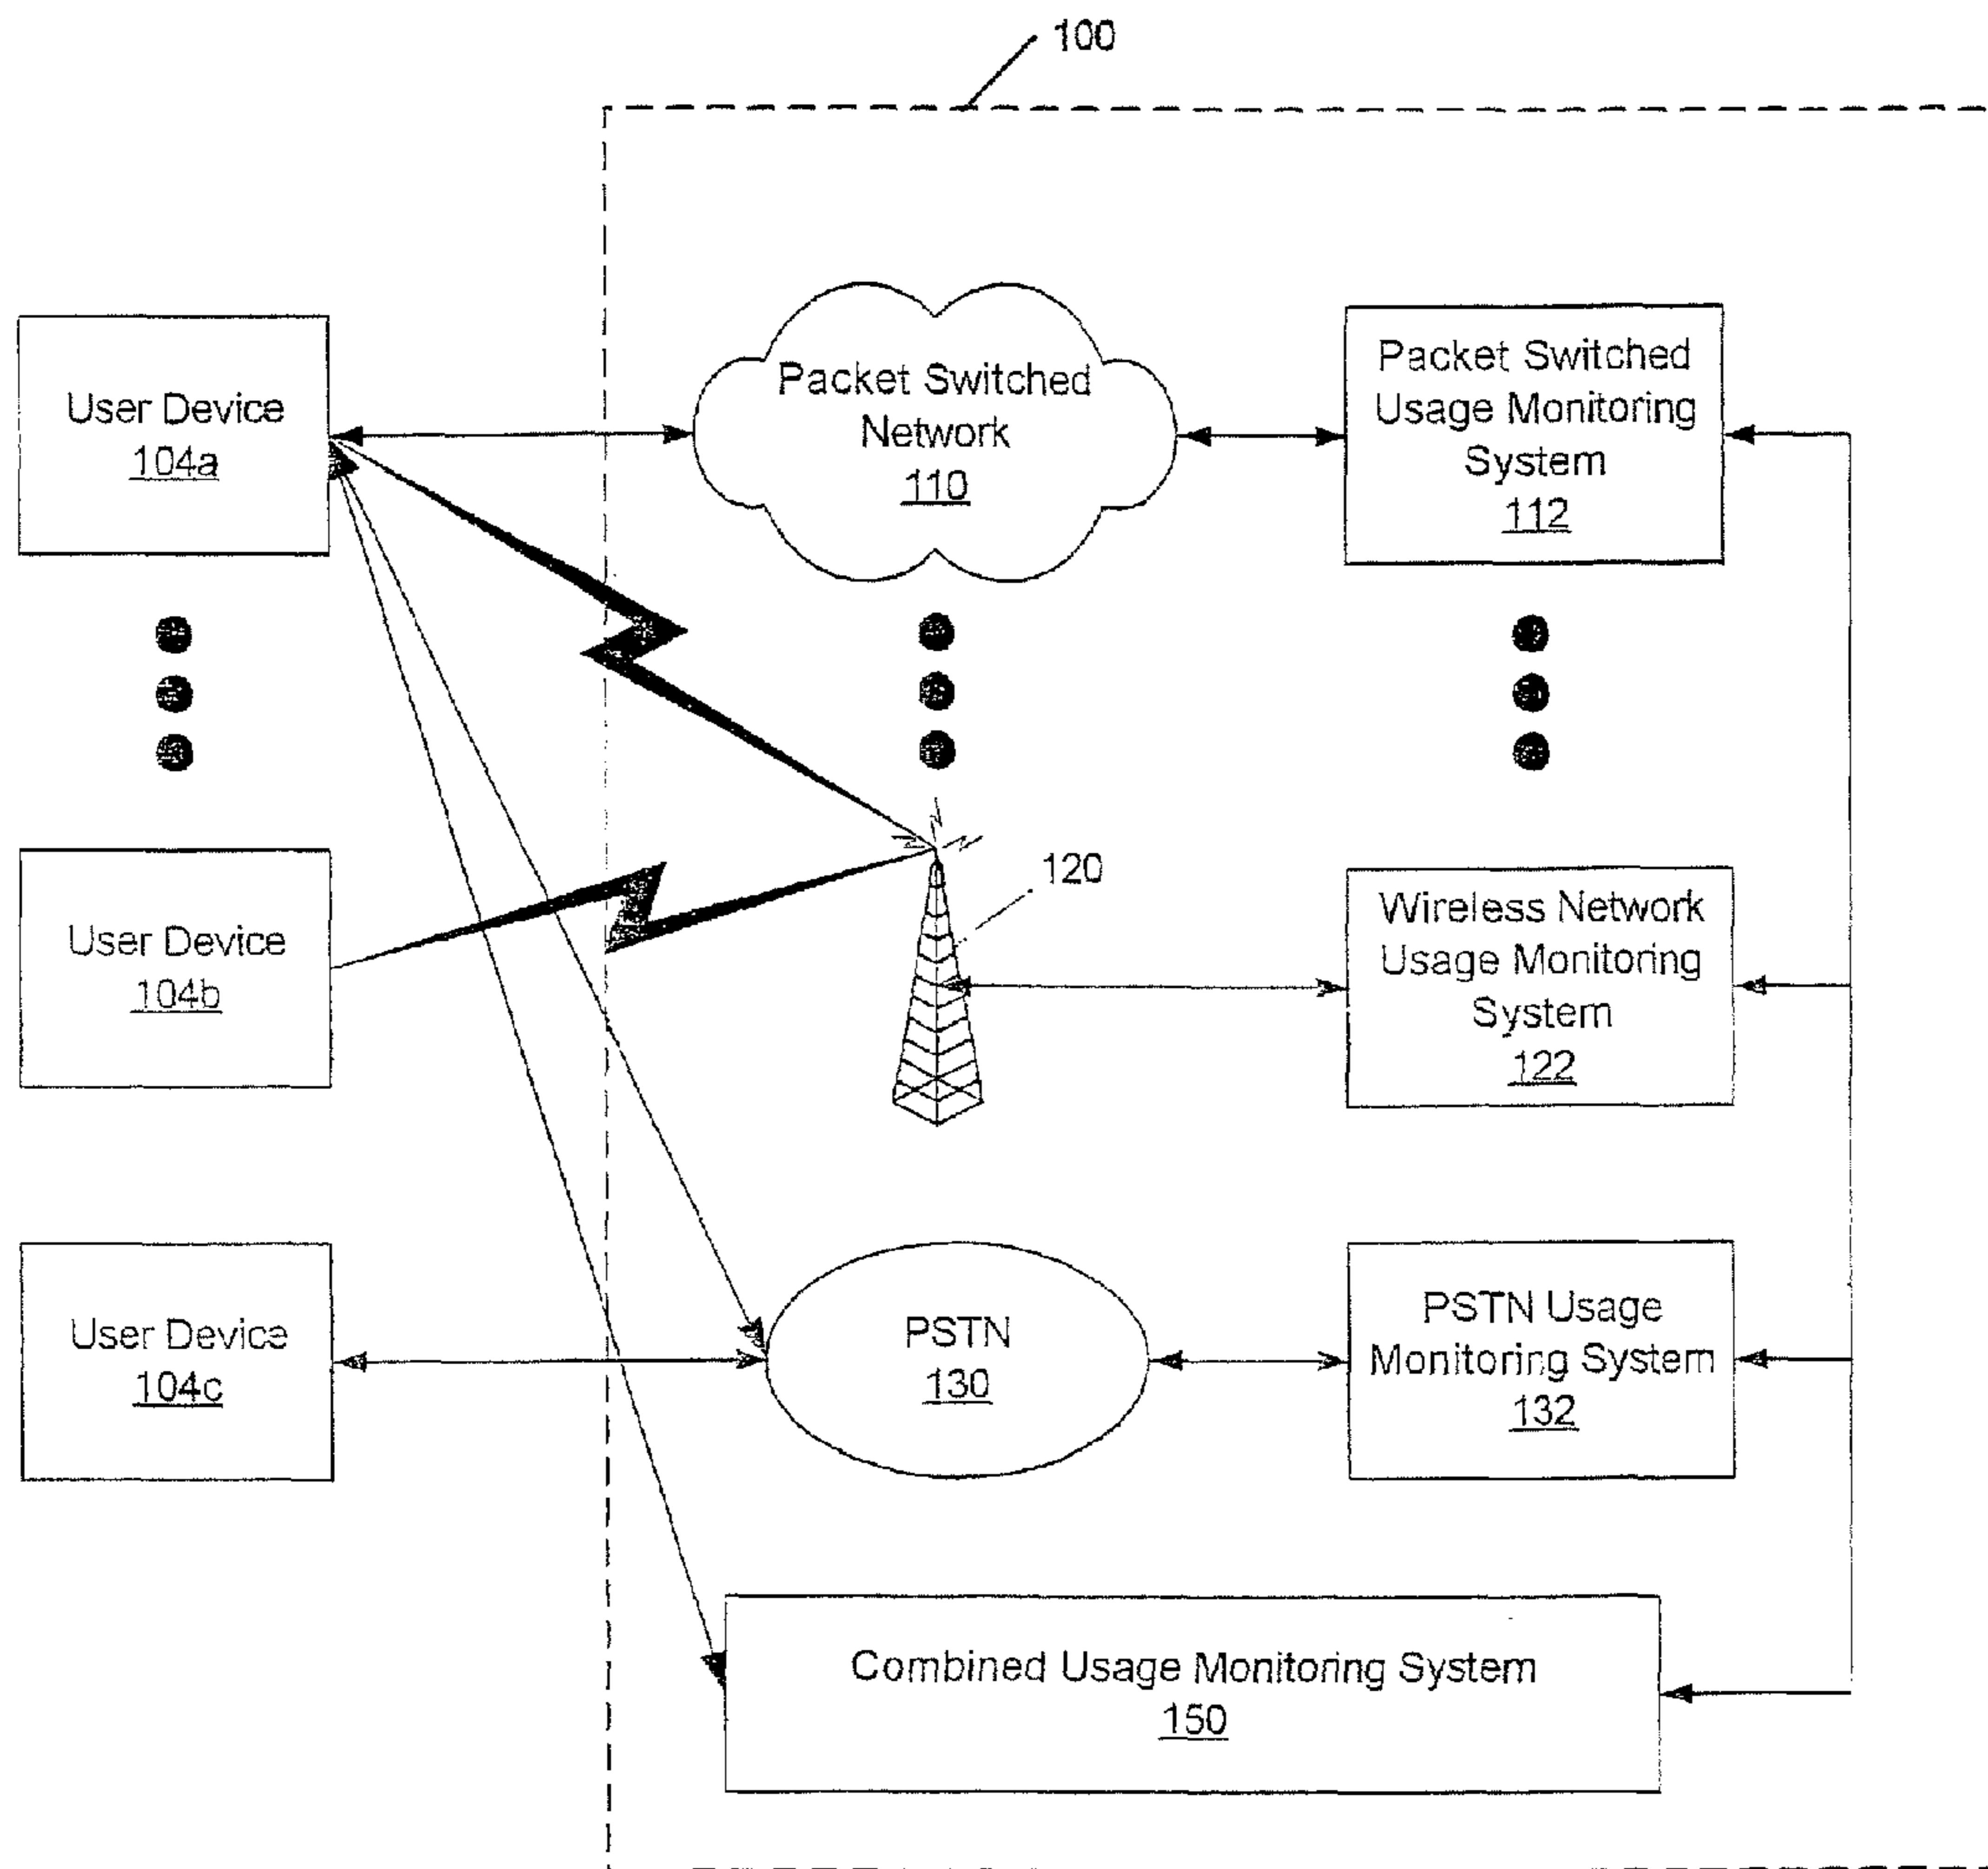 100
User Device
104a
Packet Switched
Network
110
Packet Switched
Usage Monitoring
System
112
User Device
104b
120
Wireless Network
Usage Monitoring
System
122
User Device
104c
PSTN
130
PSTN Usage
Monitoring System
132
Combined Usage Monitoring System
150